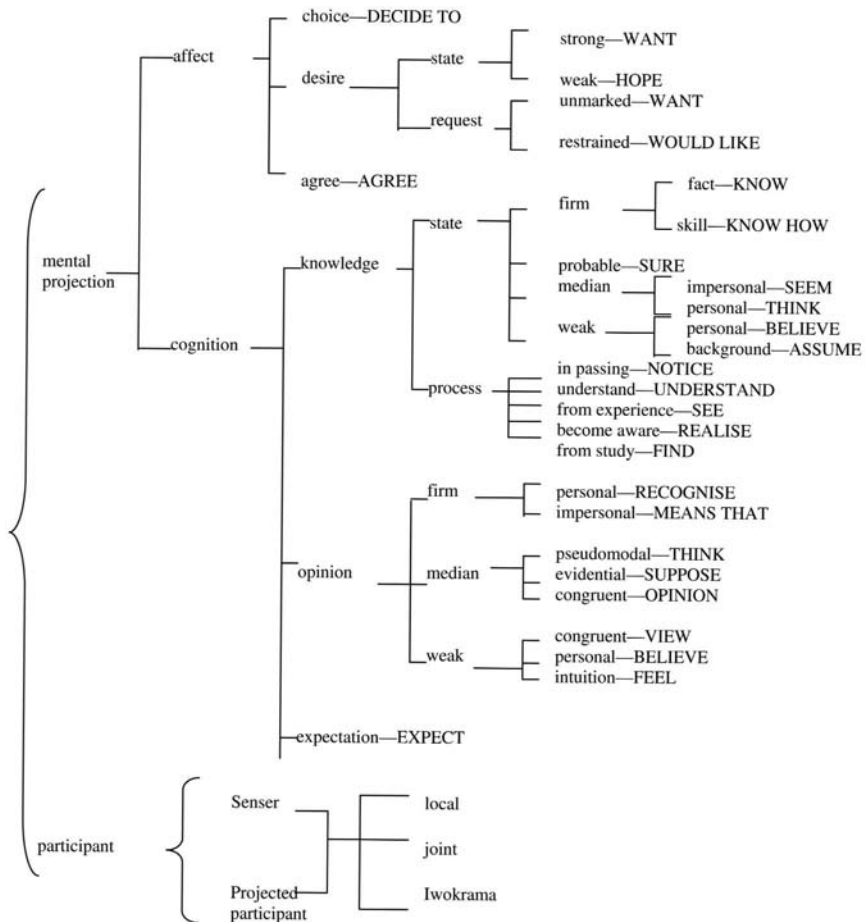 choice—DECIDE TO
strong—WANT
affect
state
desire
weak—HOPE
unmarked—WANT
request
restrained—WOULD LIKE
agree—AGREE
fact—KNOW
firm
state
skill—KNOW HOW
mental
projection
knowledge
probable—SURE
median
impersonal—SEEM
personal—THINK
weak
personal—BELIEVE
cognition
background—ASSUME
in passing—NOTICE
process
understand—UNDERSTAND
from experience—SEE
become aware—REALISE
from study—FIND
firm
personal—RECOGNISE
impersonal—MEANS THAT
opinion
median
pseudomodal—THINK
evidential—SUPPOSE
congruent—OPINION
weak
congruent—VIEW
personal—BELIEVE
intuition—FEEL
expectation—EXPECT
Senser
local
participant
joint
Projected
participant
Iwokrama